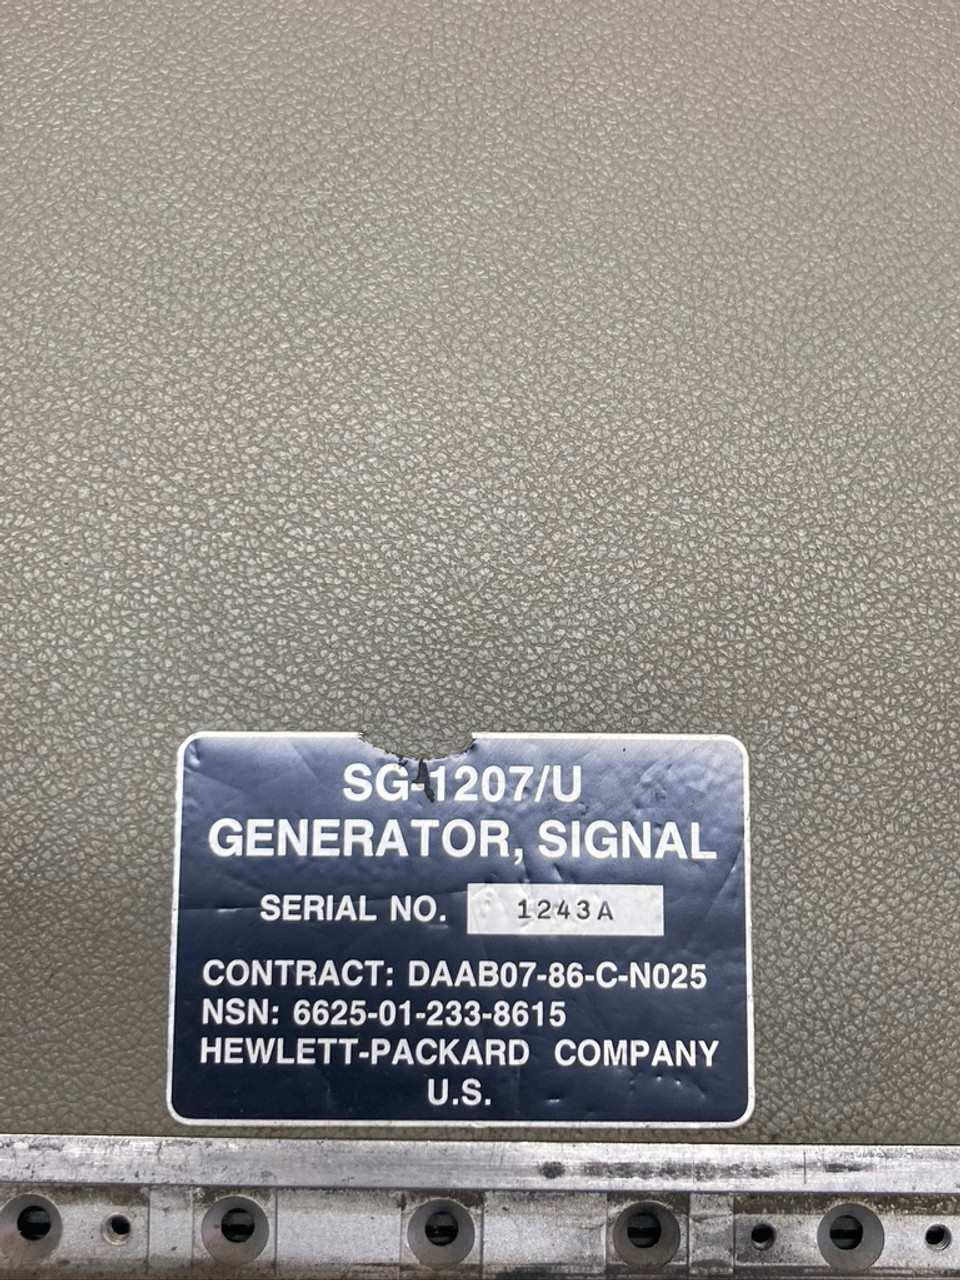 SG-1207/U
GENERATOR, SIGNAL
SERIAL NO. 1243A
CONTRACT: DAAB07-86-C-N025
NSN: 6625-01-233-8615
HEWLETT-PACKARD COMPANY
U.S.